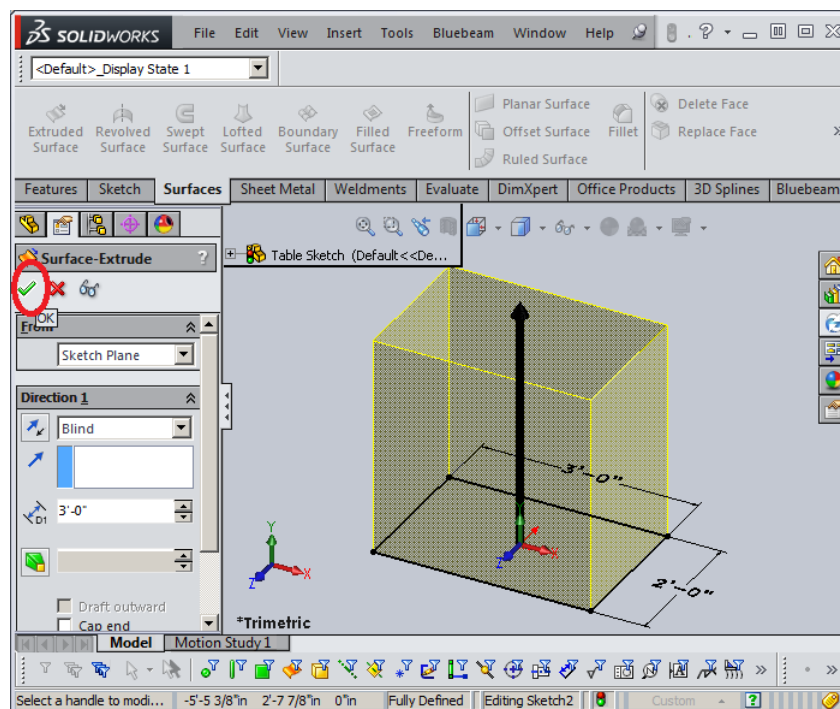 SOLIDWORKS File Edit View Insert Tools Bluebeam Window Help
<Default>_Display State 1
Extruded Surface
Revolved Surface
Swept Surface
Lofted Surface
Boundary Surface
Filled Surface
Freeform
Planar Surface
Offset Surface
Ruled Surface
Fillet
Delete Face
Replace Face
Features Sketch Surfaces Sheet Metal Weldments Evaluate DimXpert Office Products 3D Splines Bluebeam
Surface-Extrude ?
Table Sketch (Default<<De...
OK
From
Sketch Plane
Direction 1
Blind
D1
3'-0"
Draft outward
Cap end
3'-0"
2'-0"
Y
X
Z
X
Z
*Trimetric
Model Motion Study 1
Select a handle to modi... -5'-5 3/8"in 2'-7 7/8"in 0"in Fully Defined Editing Sketch2 Custom ?